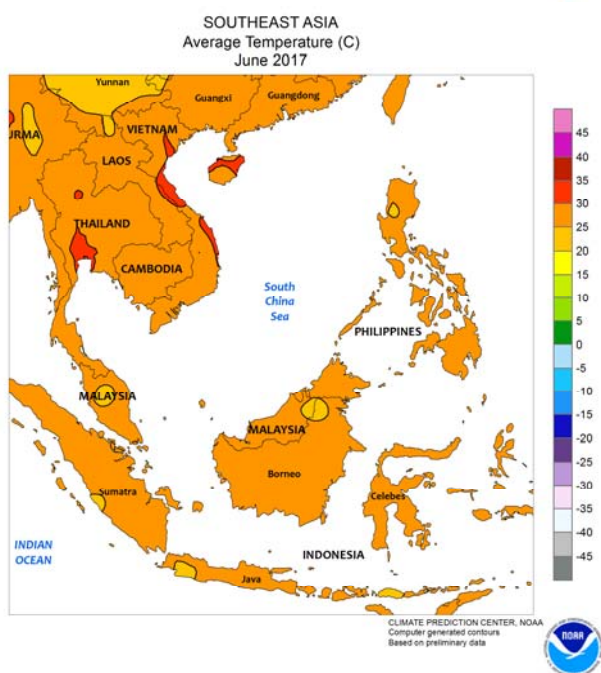 SOUTHEAST ASIA
Average Temperature (C)
June 2017
Yunnan
Guangxi
Guangdong
URMA
VIETNAM
LAOS
THAILAND
CAMBODIA
South
China
Sea
PHILIPPINES
MALAYSIA
MALAYSIA
Borneo
Sumatra
Celebes
INDIAN
OCEAN
INDONESIA
Java
45
40
35
30
25
20
15
10
5
0
-5
-10
-15
-20
-25
-30
-35
-40
-45
CLIMATE PREDICTION CENTER, NOAA
Computer generated contours
Based on preliminary data
NOAA